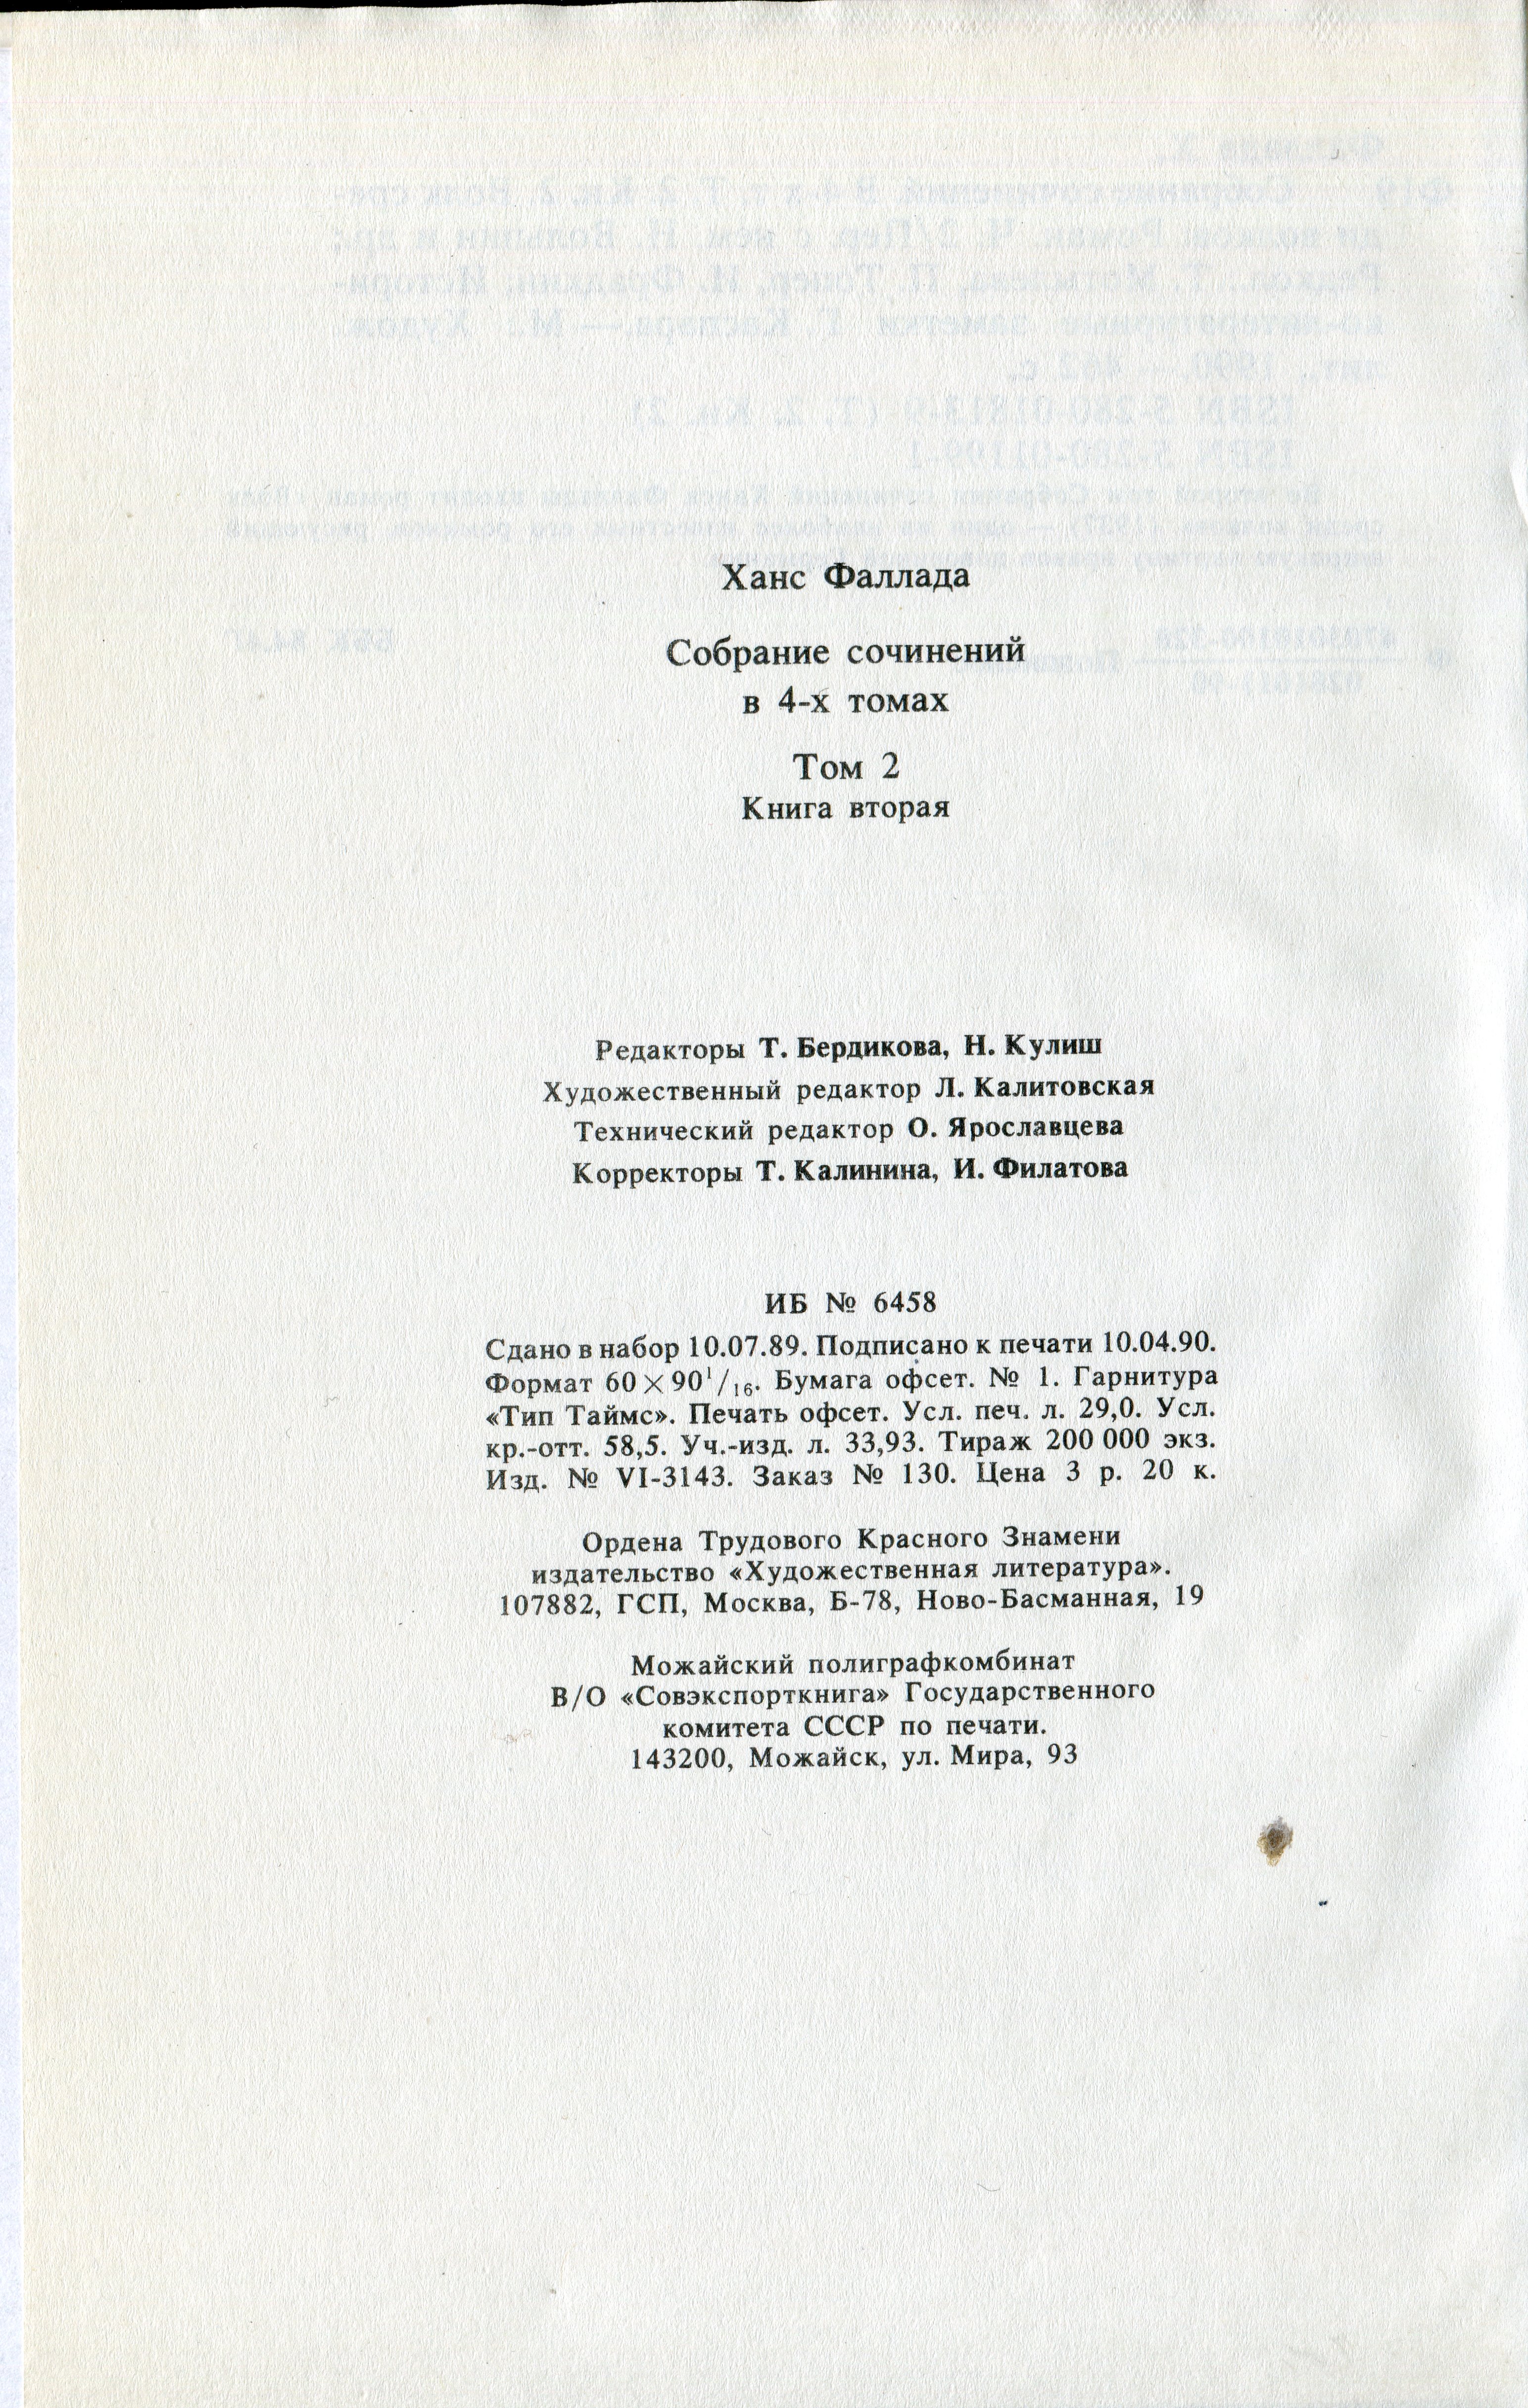 Ханс Фаллада
Собрание сочинений
в 4-х томах
Том 2
Книга вторая
Редакторы Т. Бердикова, Н. Кулиш
Художественный редактор Л. Калитовская
Технический редактор О. Ярославцева
Корректоры Т. Калинина, И. Филатова
ИБ № 6458
Сдано в набор 10.07.89. Подписано к печати 10.04.90.
Формат 60×90¹/₁₆. Бумага офсет. № 1. Гарнитура
«Тип Таймс». Печать офсет. Усл. печ. л. 29,0. Усл.
кр.-отт. 58,5. Уч.-изд. л. 33,93. Тираж 200 000 экз.
Изд. № VI-3143. Заказ № 130. Цена 3 р. 20 к.
Ордена Трудового Красного Знамени
издательство «Художественная литература».
107882, ГСП, Москва, Б-78, Ново-Басманная, 19
Можайский полиграфкомбинат
В/О «Совэкспорткнига» Государственного
комитета СССР по печати.
143200, Можайск, ул. Мира, 93